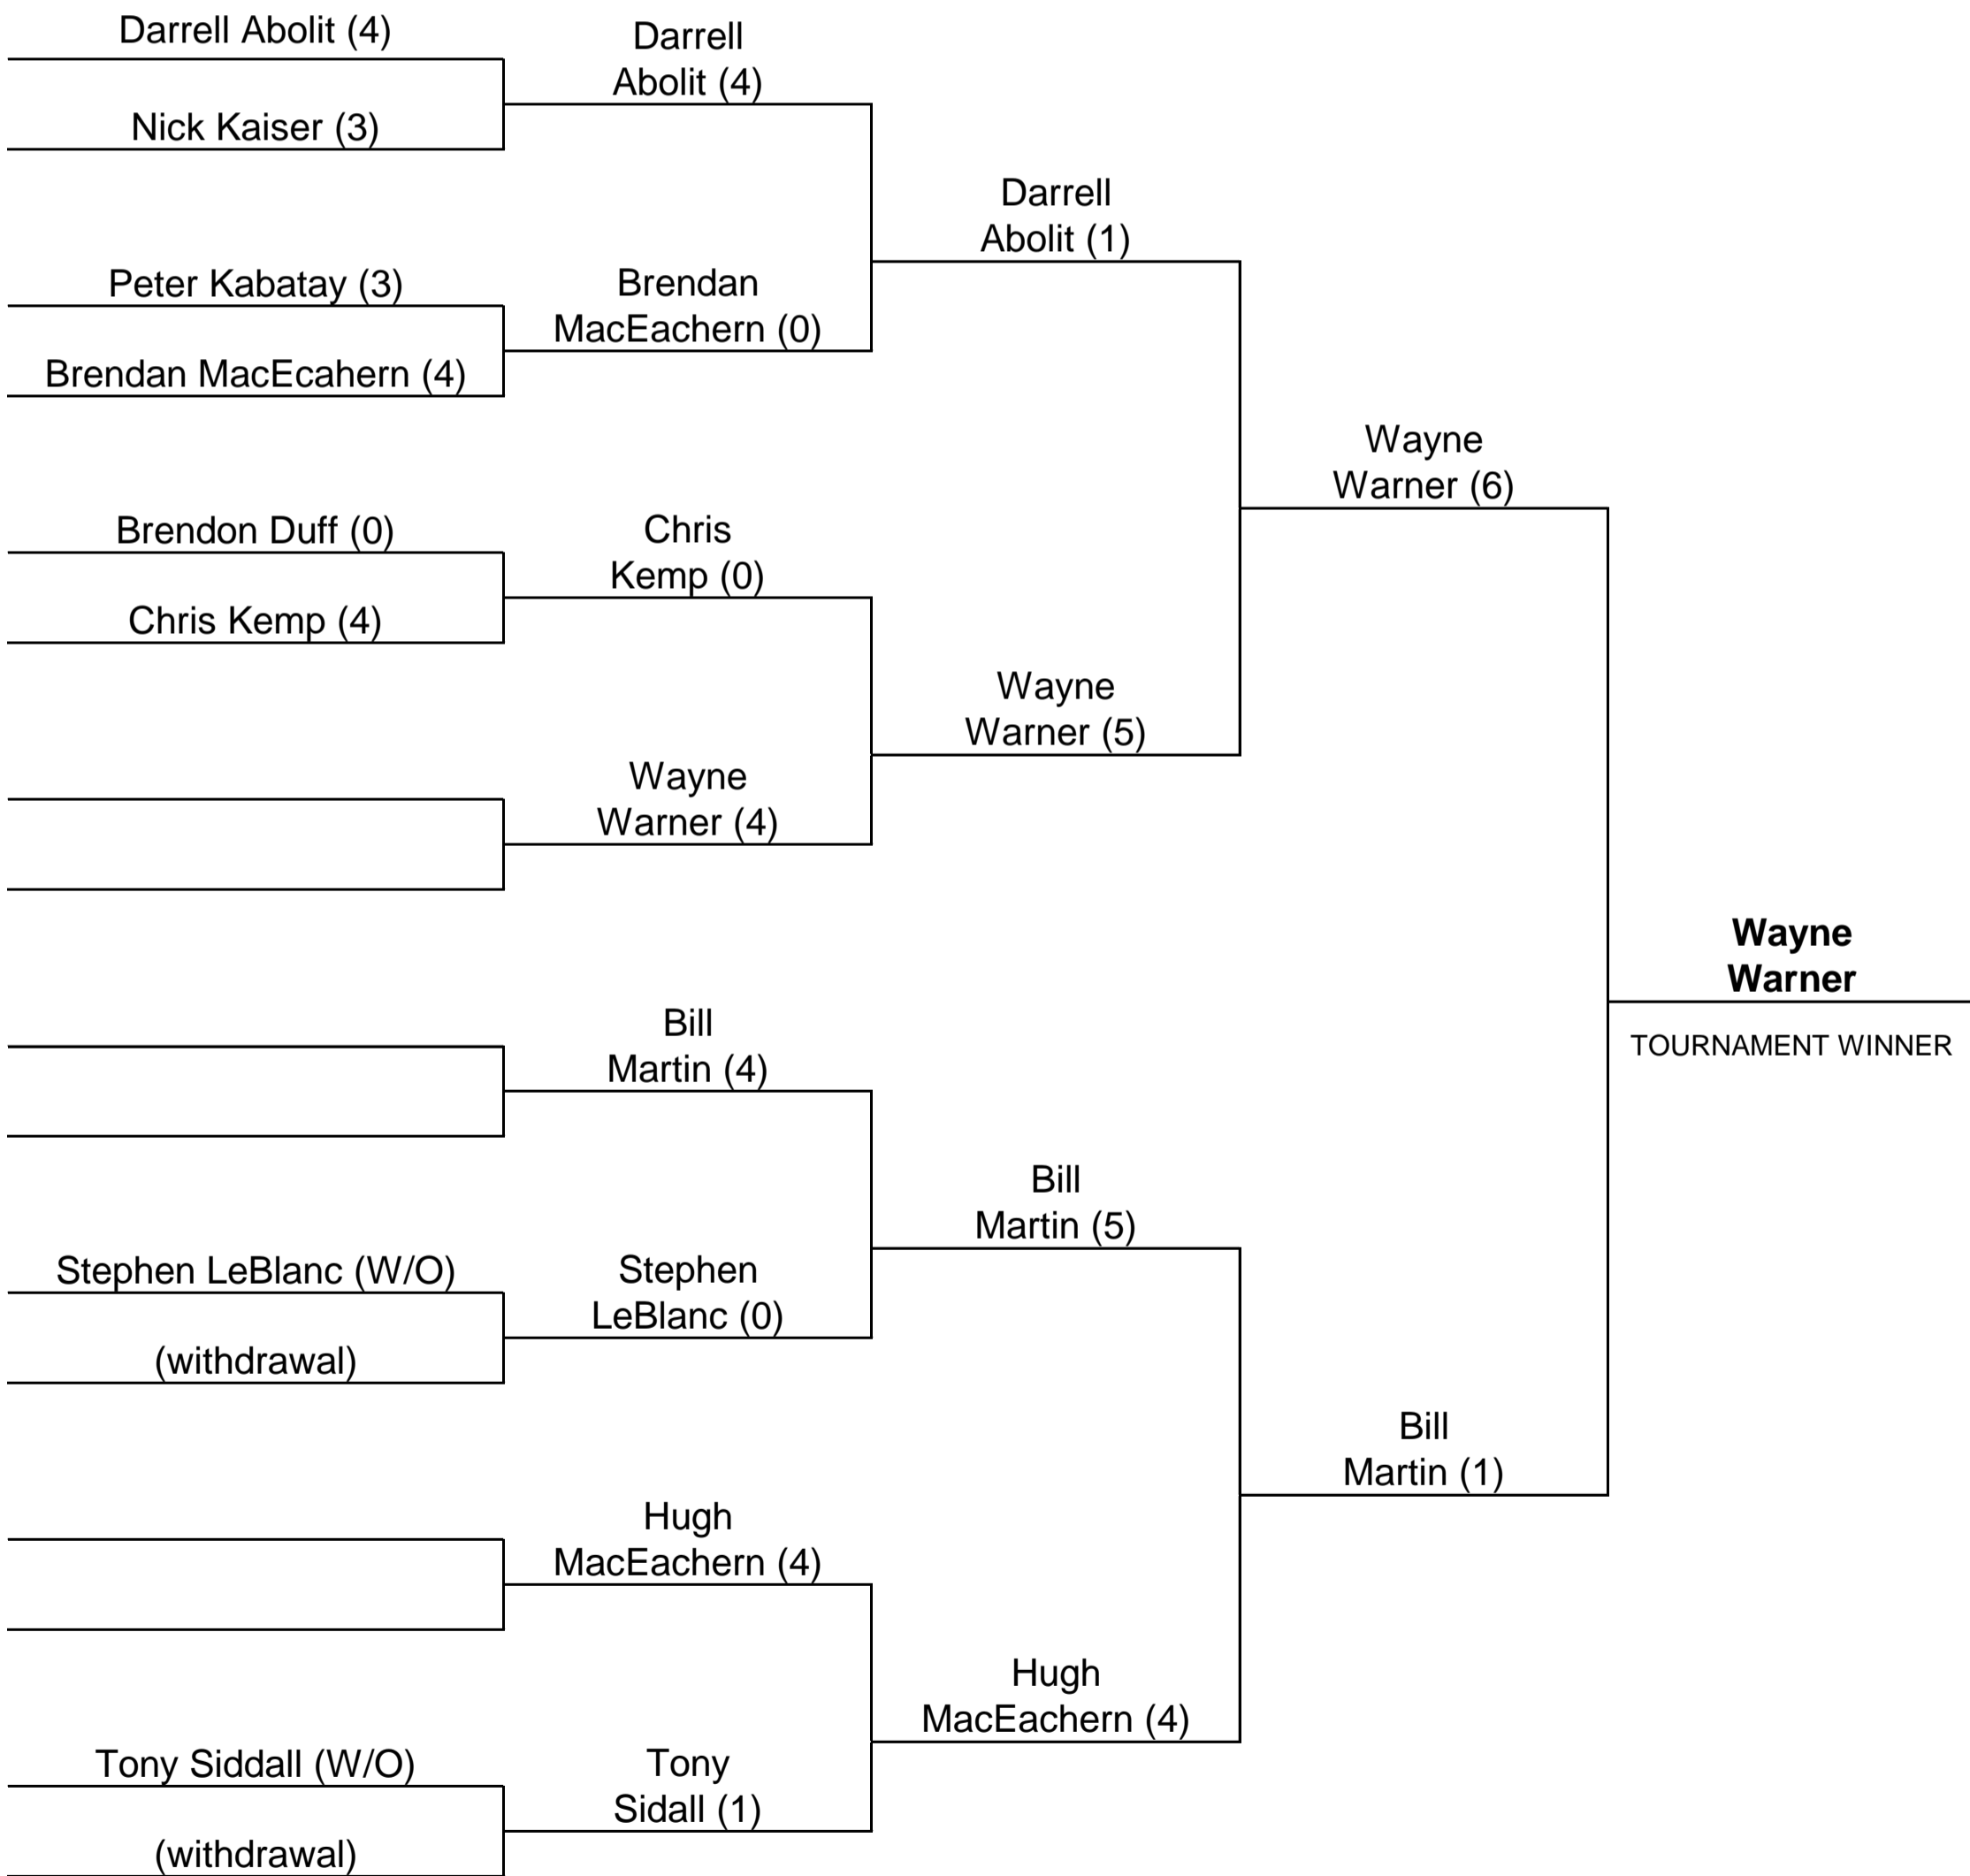 Darrell Abolit (4)
Nick Kaiser (3)
Peter Kabatay (3)
Brendan MacEcahern (4)
Brendon Duff (0)
Chris Kemp (4)
Stephen LeBlanc (W/O)
(withdrawal)
Tony Siddall (W/O)
(withdrawal)
Darrell
Abolit (4)
Brendan
MacEachern (0)
Chris
Kemp (0)
Wayne
Warner (4)
Bill
Martin (4)
Stephen
LeBlanc (0)
Hugh
MacEachern (4)
Tony
Sidall (1)
Darrell
Abolit (1)
Wayne
Warner (5)
Bill
Martin (5)
Hugh
MacEachern (4)
Wayne
Warner (6)
Bill
Martin (1)
Wayne
Warner
TOURNAMENT WINNER